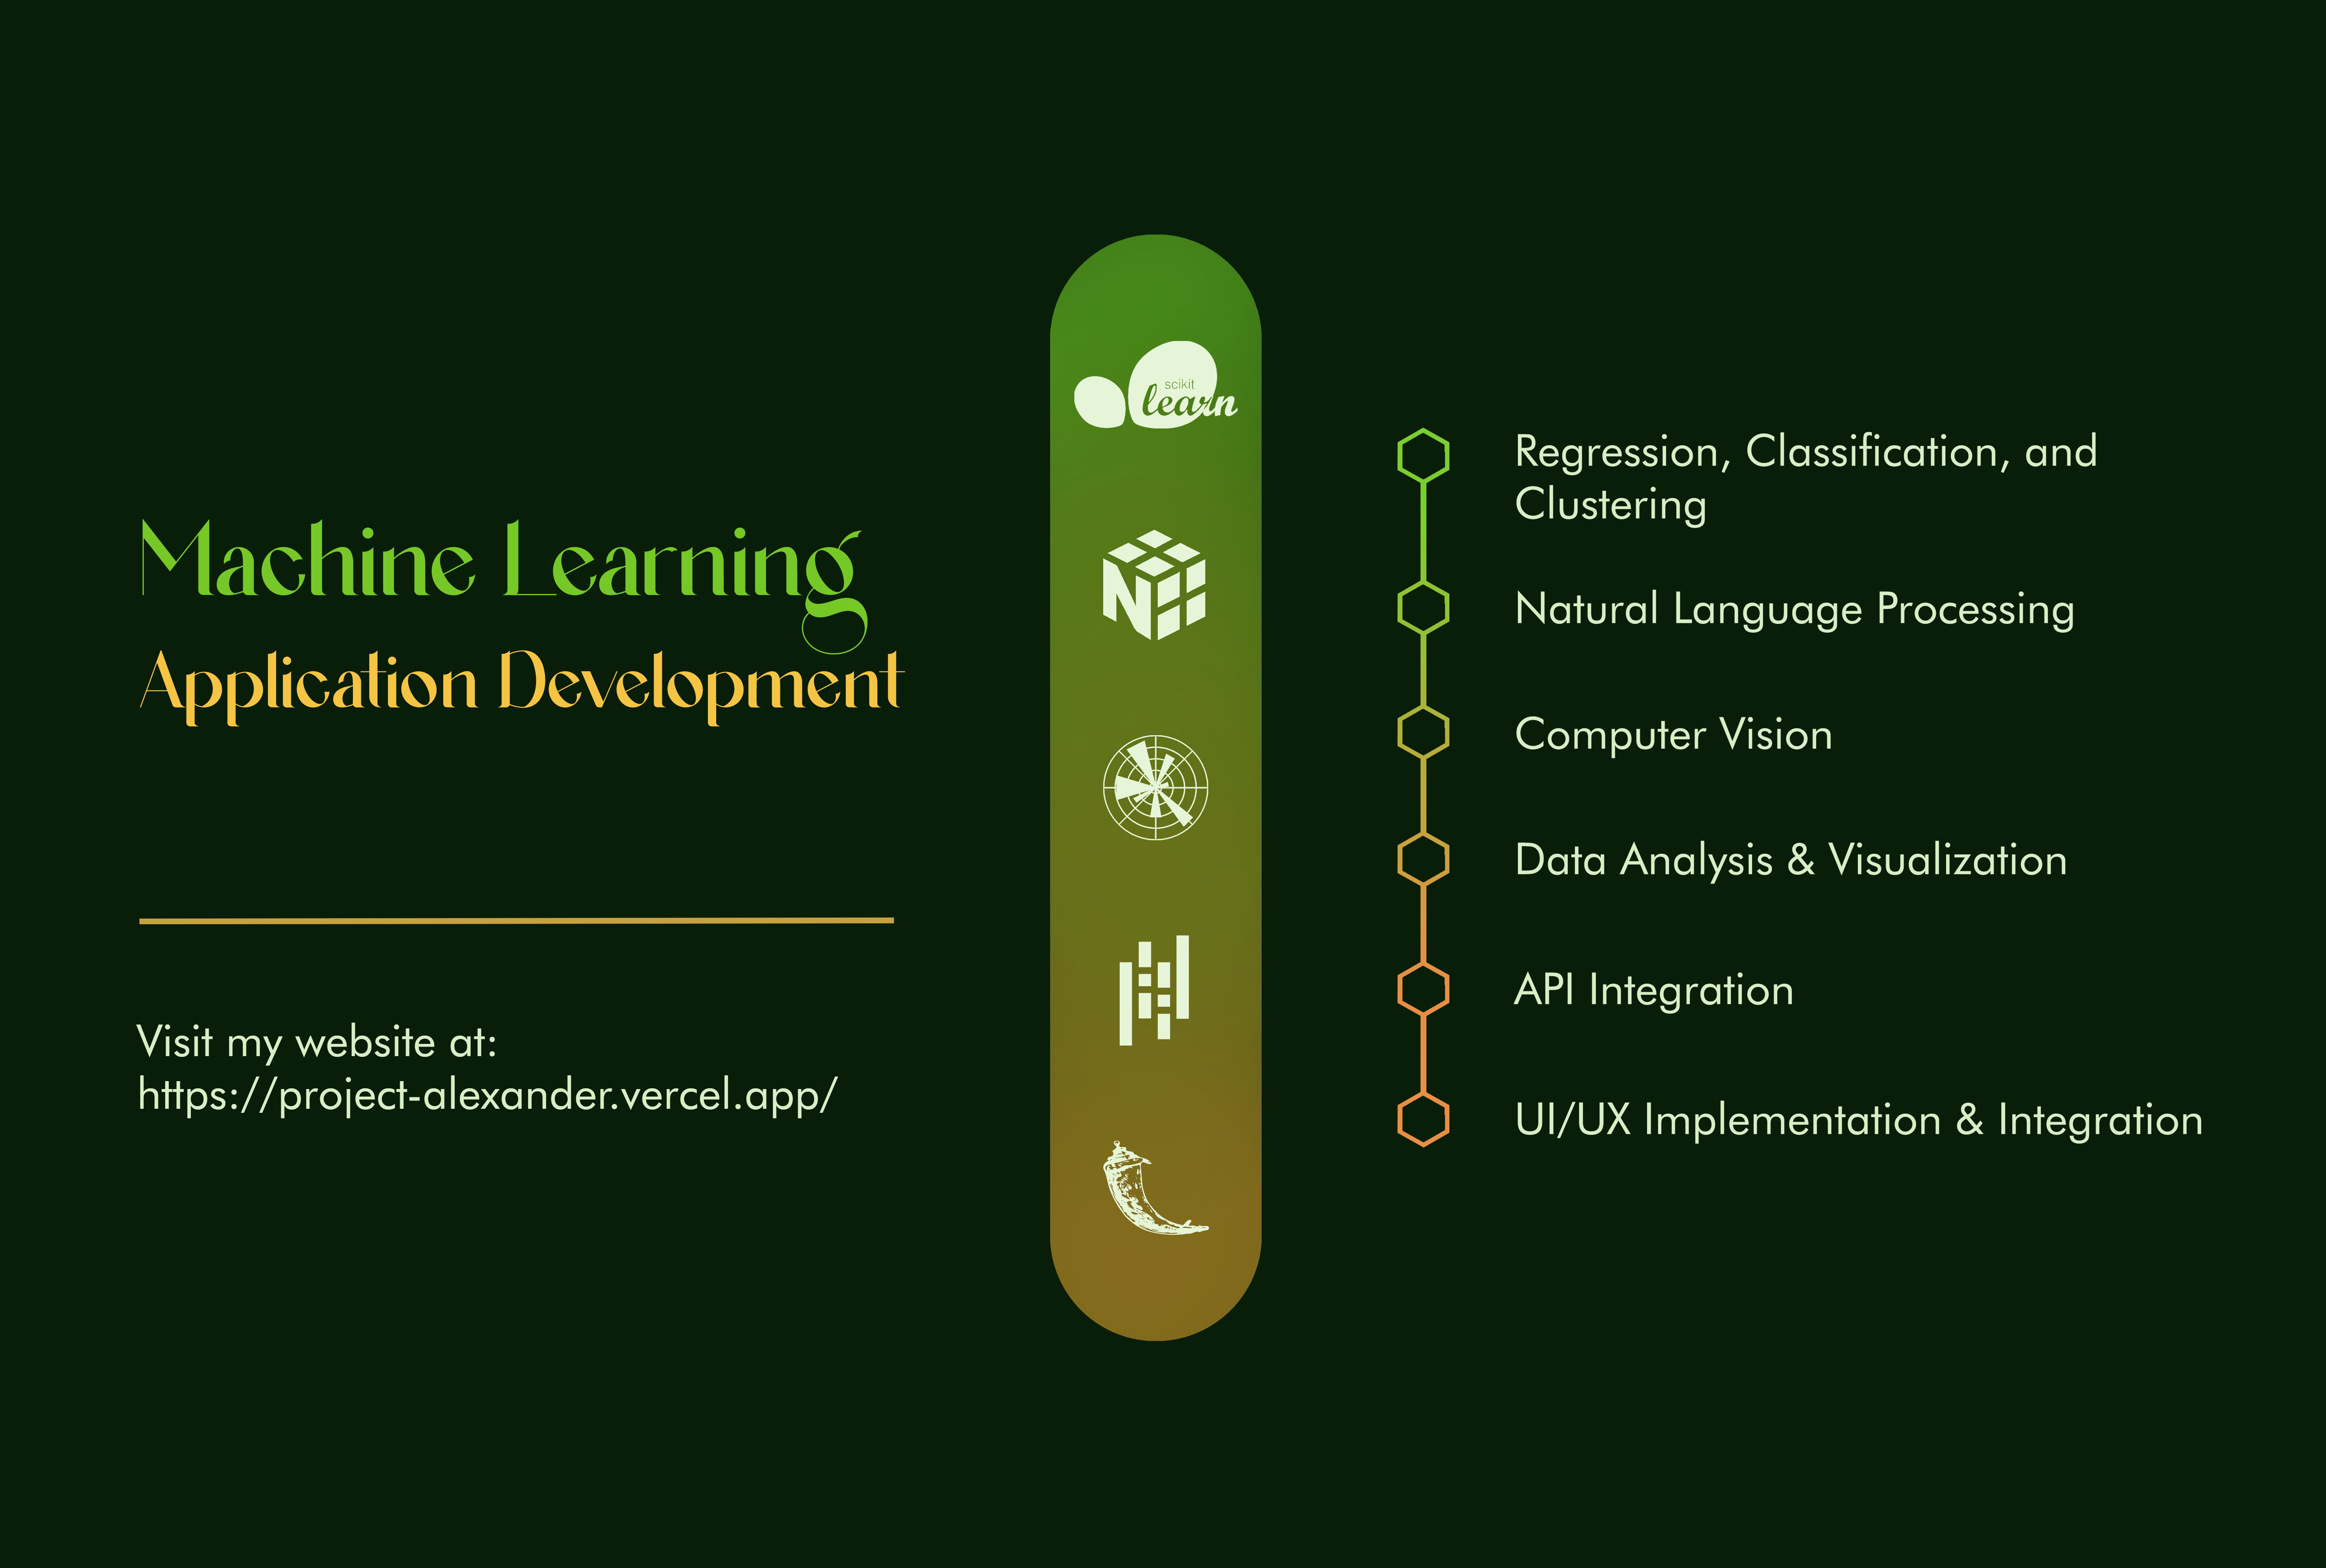 Machine Learning
Application Development
Visit my website at:
https://project-alexander.vercel.app/
scikit
learn
N
Regression, Classification, and
Clustering
Natural Language Processing
Computer Vision
Data Analysis & Visualization
API Integration
UI/UX Implementation & Integration